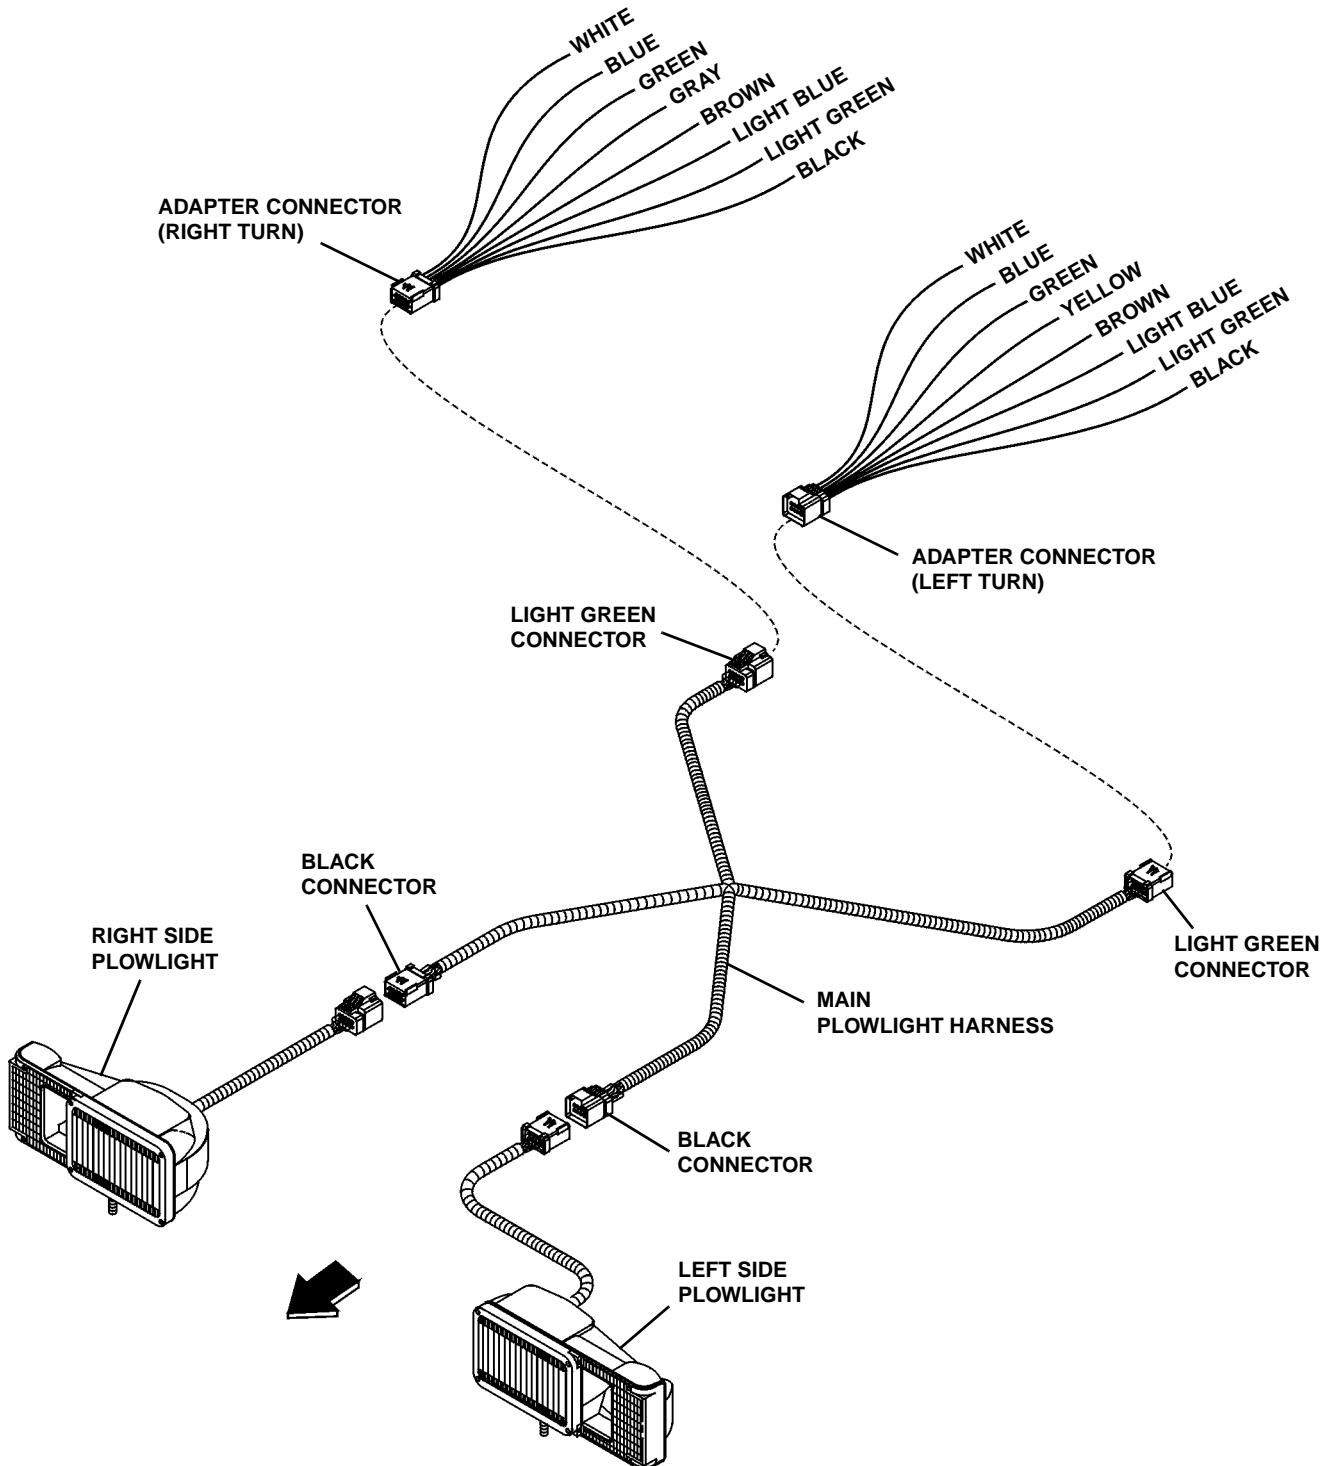 WHITE
BLUE
GREEN
GRAY
BROWN
LIGHT BLUE
LIGHT GREEN
BLACK
ADAPTER CONNECTOR
(RIGHT TURN)
WHITE
BLUE
GREEN
YELLOW
BROWN
LIGHT BLUE
LIGHT GREEN
BLACK
ADAPTER CONNECTOR
(LEFT TURN)
LIGHT GREEN
CONNECTOR
BLACK
CONNECTOR
RIGHT SIDE
PLOWLIGHT
LIGHT GREEN
CONNECTOR
MAIN
PLOWLIGHT HARNESS
BLACK
CONNECTOR
LEFT SIDE
PLOWLIGHT